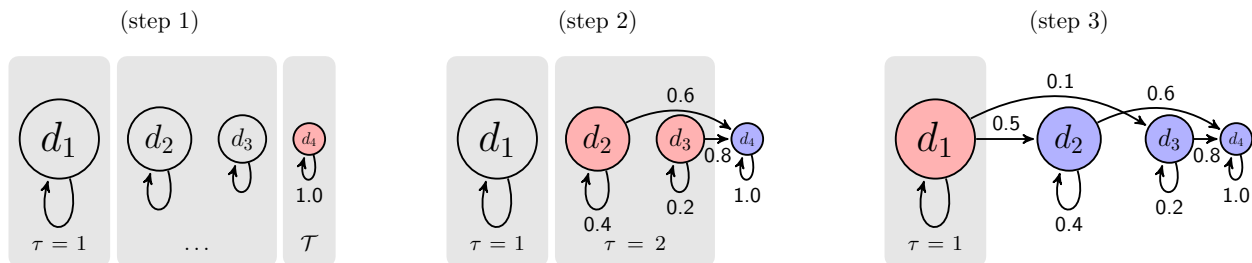 (step 1)
(step 2)
(step 3)
d₁ d₂ d₃ d₄
1.0
τ = 1
...
𝒯
d₁ d₂ d₃ d₄
0.6
0.8
0.4
0.2
1.0
τ = 1
τ = 2
d₁ d₂ d₃ d₄
0.1
0.6
0.5
0.8
0.4
0.2
1.0
τ = 1